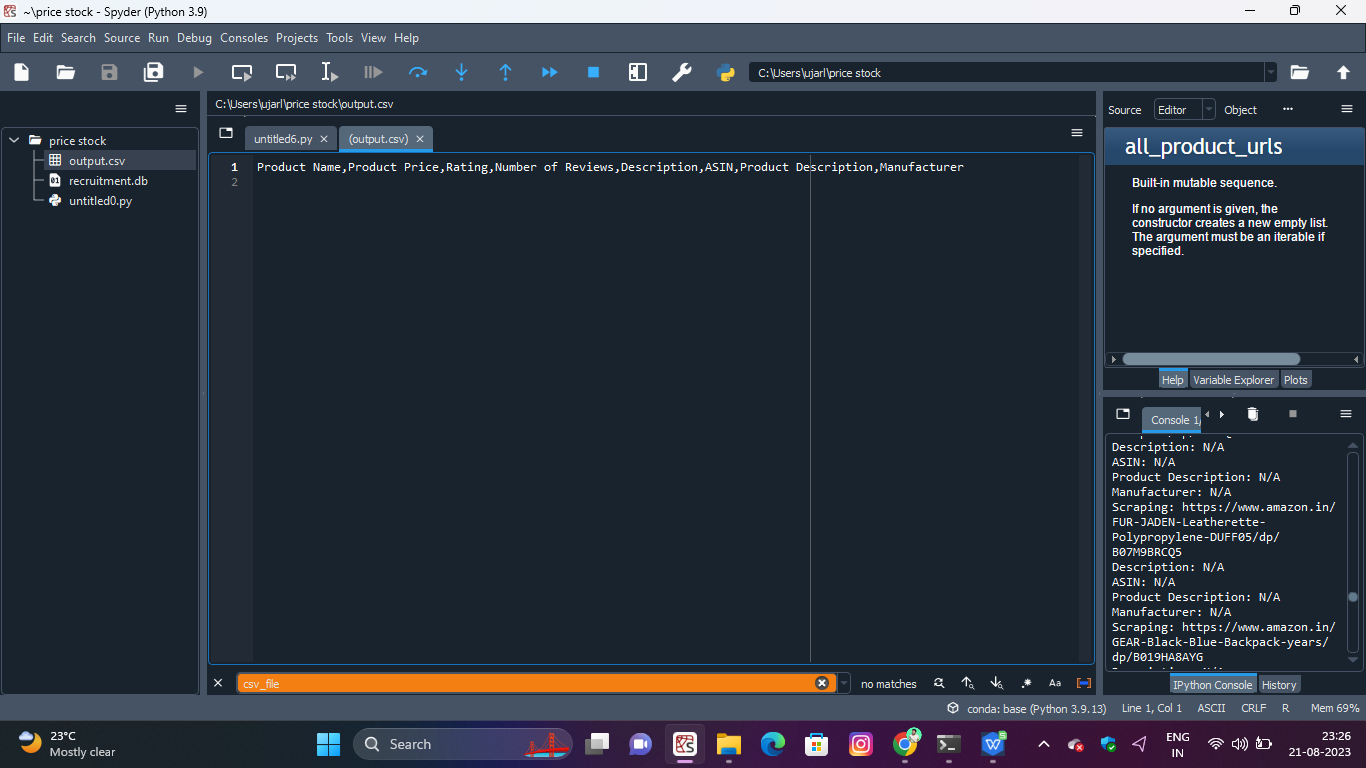 ~\price stock - Spyder (Python 3.9)
File Edit Search Source Run Debug Consoles Projects Tools View Help
C:\Users\ujarl\price stock
C:\Users\ujarl\price stock\output.csv
price stock
output.csv
recruitment.db
untitled0.py
untitled6.py (output.csv)
1 Product Name,Product Price,Rating,Number of Reviews,Description,ASIN,Product Description,Manufacturer
2
csv_file no matches Aa
Source Editor Object
all_product_urls
Built-in mutable sequence.
If no argument is given, the
constructor creates a new empty list.
The argument must be an iterable if
specified.
Help Variable Explorer Plots
Console 1/
Description: N/A
ASIN: N/A
Product Description: N/A
Manufacturer: N/A
Scraping: https://www.amazon.in/
FUR-JADEN-Leatherette-
Polypropylene-DUFF05/dp/
B07M9BRCQ5
Description: N/A
ASIN: N/A
Product Description: N/A
Manufacturer: N/A
Scraping: https://www.amazon.in/
GEAR-Black-Blue-Backpack-years/
dp/B019HA8AYG
IPython Console History
conda: base (Python 3.9.13) Line 1, Col 1 ASCII CRLF R Mem 69%
23°C
Mostly clear
Search
ENG
IN
23:26
21-08-2023